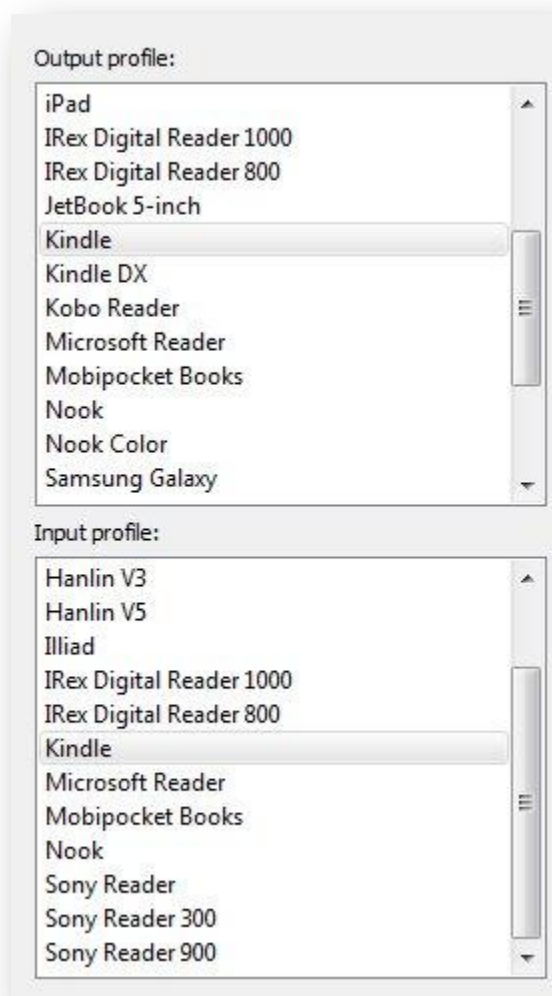 Output profile:
iPad
IRex Digital Reader 1000
IRex Digital Reader 800
JetBook 5-inch
Kindle
Kindle DX
Kobo Reader
Microsoft Reader
Mobipocket Books
Nook
Nook Color
Samsung Galaxy
Input profile:
Hanlin V3
Hanlin V5
Illiad
IRex Digital Reader 1000
IRex Digital Reader 800
Kindle
Microsoft Reader
Mobipocket Books
Nook
Sony Reader
Sony Reader 300
Sony Reader 900